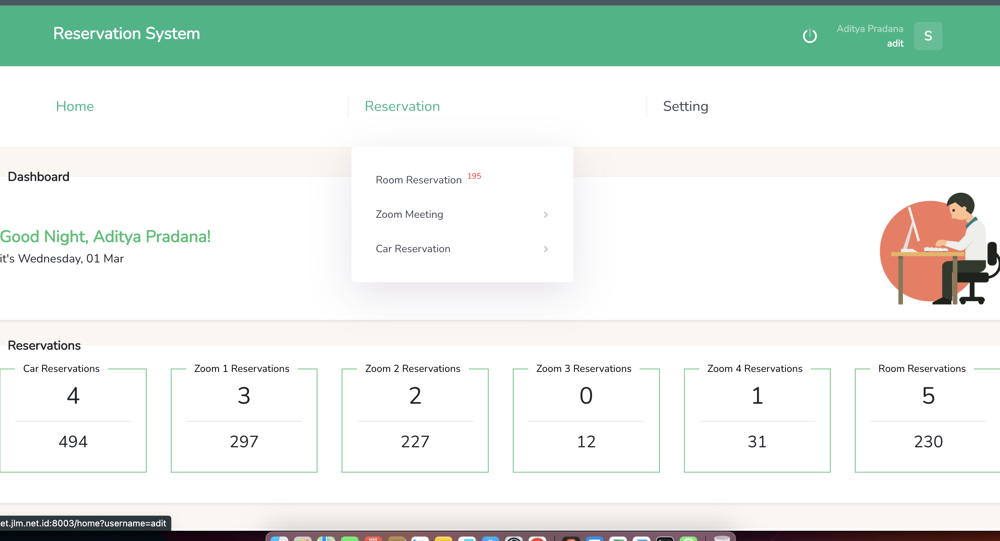 Reservation System
Aditya Pradana
adit
S
Home
Reservation
Setting
Room Reservation 195
Zoom Meeting
Car Reservation
Dashboard
Good Night, Aditya Pradana!
it's Wednesday, 01 Mar
Reservations
Car Reservations
4
494
Zoom 1 Reservations
3
297
Zoom 2 Reservations
2
227
Zoom 3 Reservations
0
12
Zoom 4 Reservations
1
31
Room Reservations
5
230
et.jlm.net.id:8003/home?username=adit
MAR